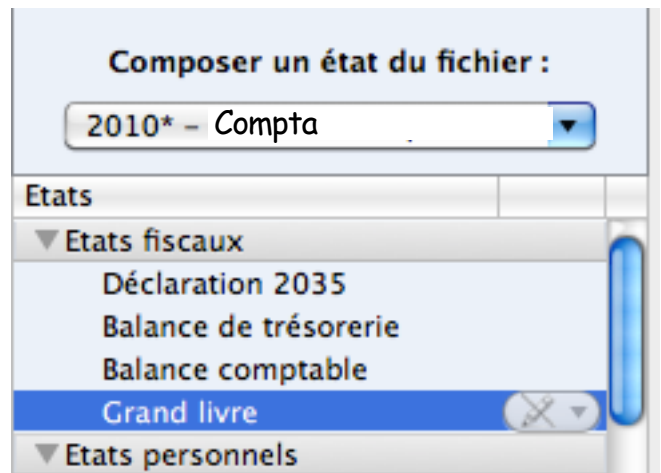 Composer un état du fichier :
2010* – Compta
Etats
Etats fiscaux
Déclaration 2035
Balance de trésorerie
Balance comptable
Grand livre
Etats personnels